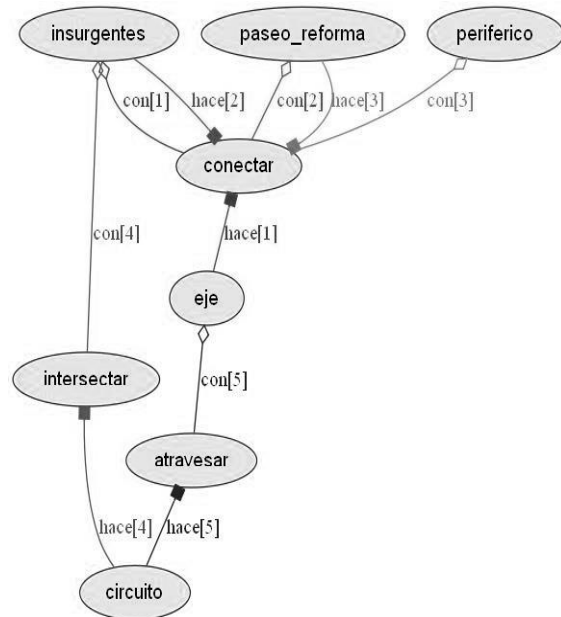 insurgentes
paseo_reforma
periferico
con[1]
hace[2]
con[2]
hace[3]
con[3]
conectar
con[4]
hace[1]
eje
intersectar
con[5]
atravesar
hace[4]
hace[5]
circuito